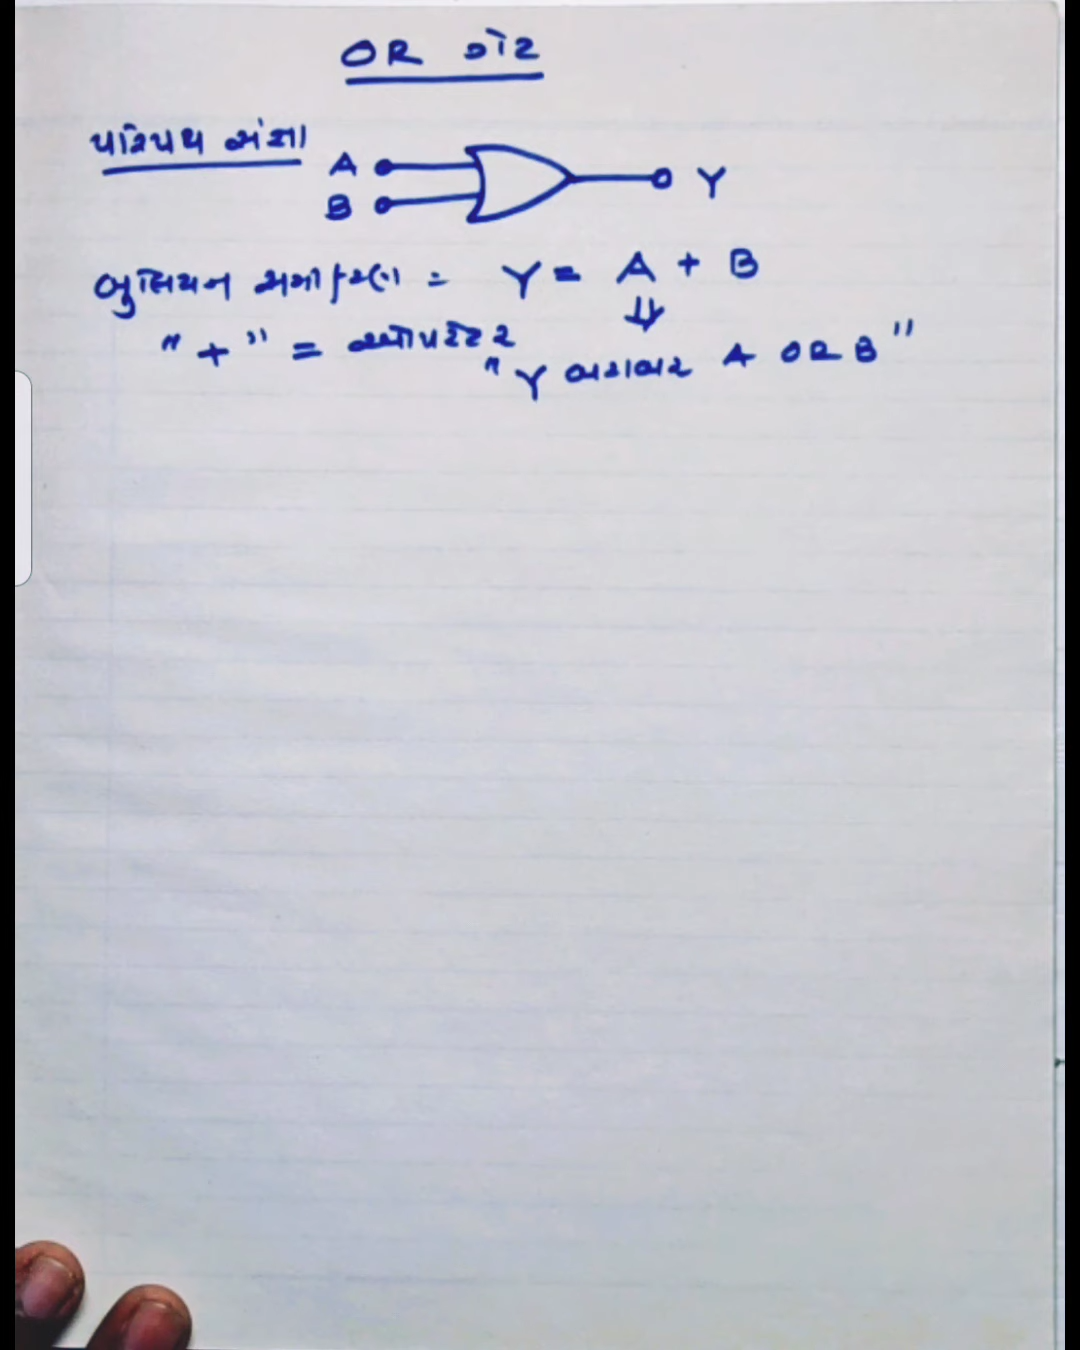 OR ગેટ
પરિપથ સંજ્ઞા
A
B
Y
બુલિયન સમીકરણ = Y = A + B
⇓
"+" = ઓપરેટર
"Y બરાબર A OR B"